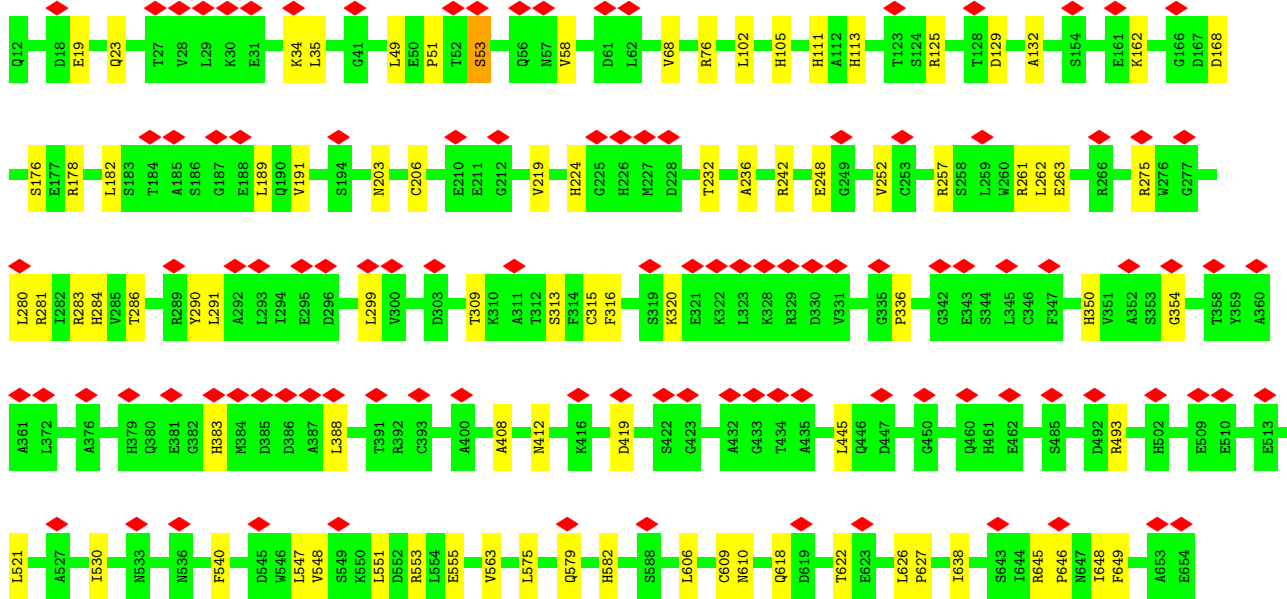 Q12 D18 E19 Q23 T27 V28 L29 K30 E31 K34 L35 G41 L49 E50 P51 T52 S53 Q56 N57 V58 D61 L62 V68 R76 L102 H105 H111 A112 H113 T123 S124 R125 T128 D129 A132 S154 E161 K162 G166 D167 D168
S176 E177 R178 L182 S183 T184 A185 S186 G187 E188 L189 Q190 V191 S194 N203 C206 E210 E211 G212 V219 H224 G225 H226 M227 D228 T232 A236 R242 E248 G249 V252 C253 R257 S258 L259 W260 R261 L262 E263 R266 R275 W276 G277
L280 R281 I282 R283 H284 V285 T286 R289 Y290 L291 A292 L293 I294 E295 D296 L299 V300 D303 T309 K310 A311 T312 S313 F314 C315 F316 S319 K320 E321 K322 L323 K328 R329 D330 V331 G335 P336 G342 E343 S344 L345 C346 F347 H350 V351 A352 S353 G354 T358 Y359 A360
A361 L372 A376 H379 Q380 E381 G382 H383 M384 D385 D386 A387 L388 T391 R392 C393 A400 A408 N412 K416 D419 S422 G423 A432 G433 T434 A435 L445 Q446 D447 G450 Q460 H461 E462 S485 D492 R493 H502 E509 E510 E513
L521 A527 I530 N533 N536 F540 D545 W546 L547 V548 S549 K550 L551 D552 R553 L554 E555 V563 L575 Q579 H582 S588 L606 C609 N610 Q618 D619 T622 E623 L626 P627 I638 S643 I644 R645 P646 N647 I648 F649 A653 E654